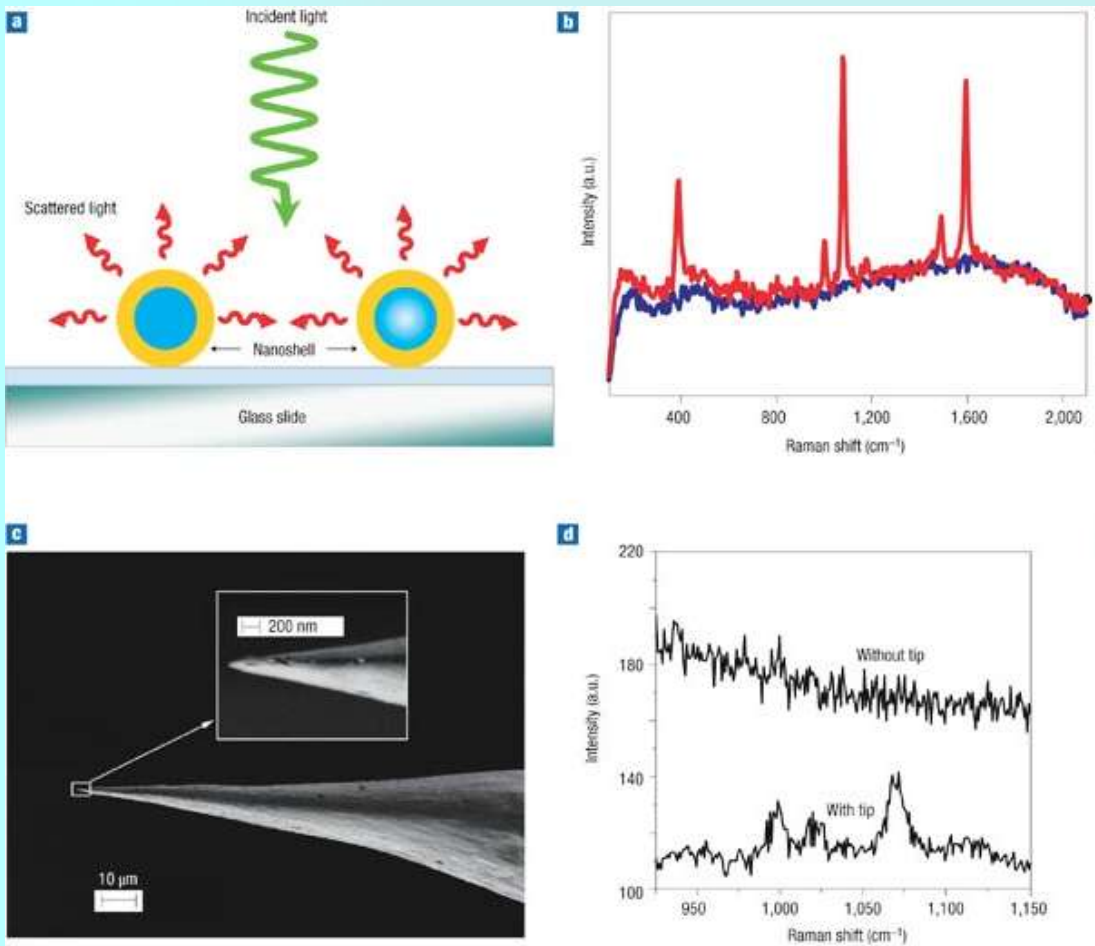 a
Incident light
Scattered light
Nanoshell
Glass slide
b
Intensity (a.u.)
400 800 1,200 1,600 2,000
Raman shift (cm⁻¹)
c
200 nm
10 µm
d
220
180
140
100
Intensity (a.u.)
Without tip
With tip
950 1,000 1,050 1,100 1,150
Raman shift (cm⁻¹)